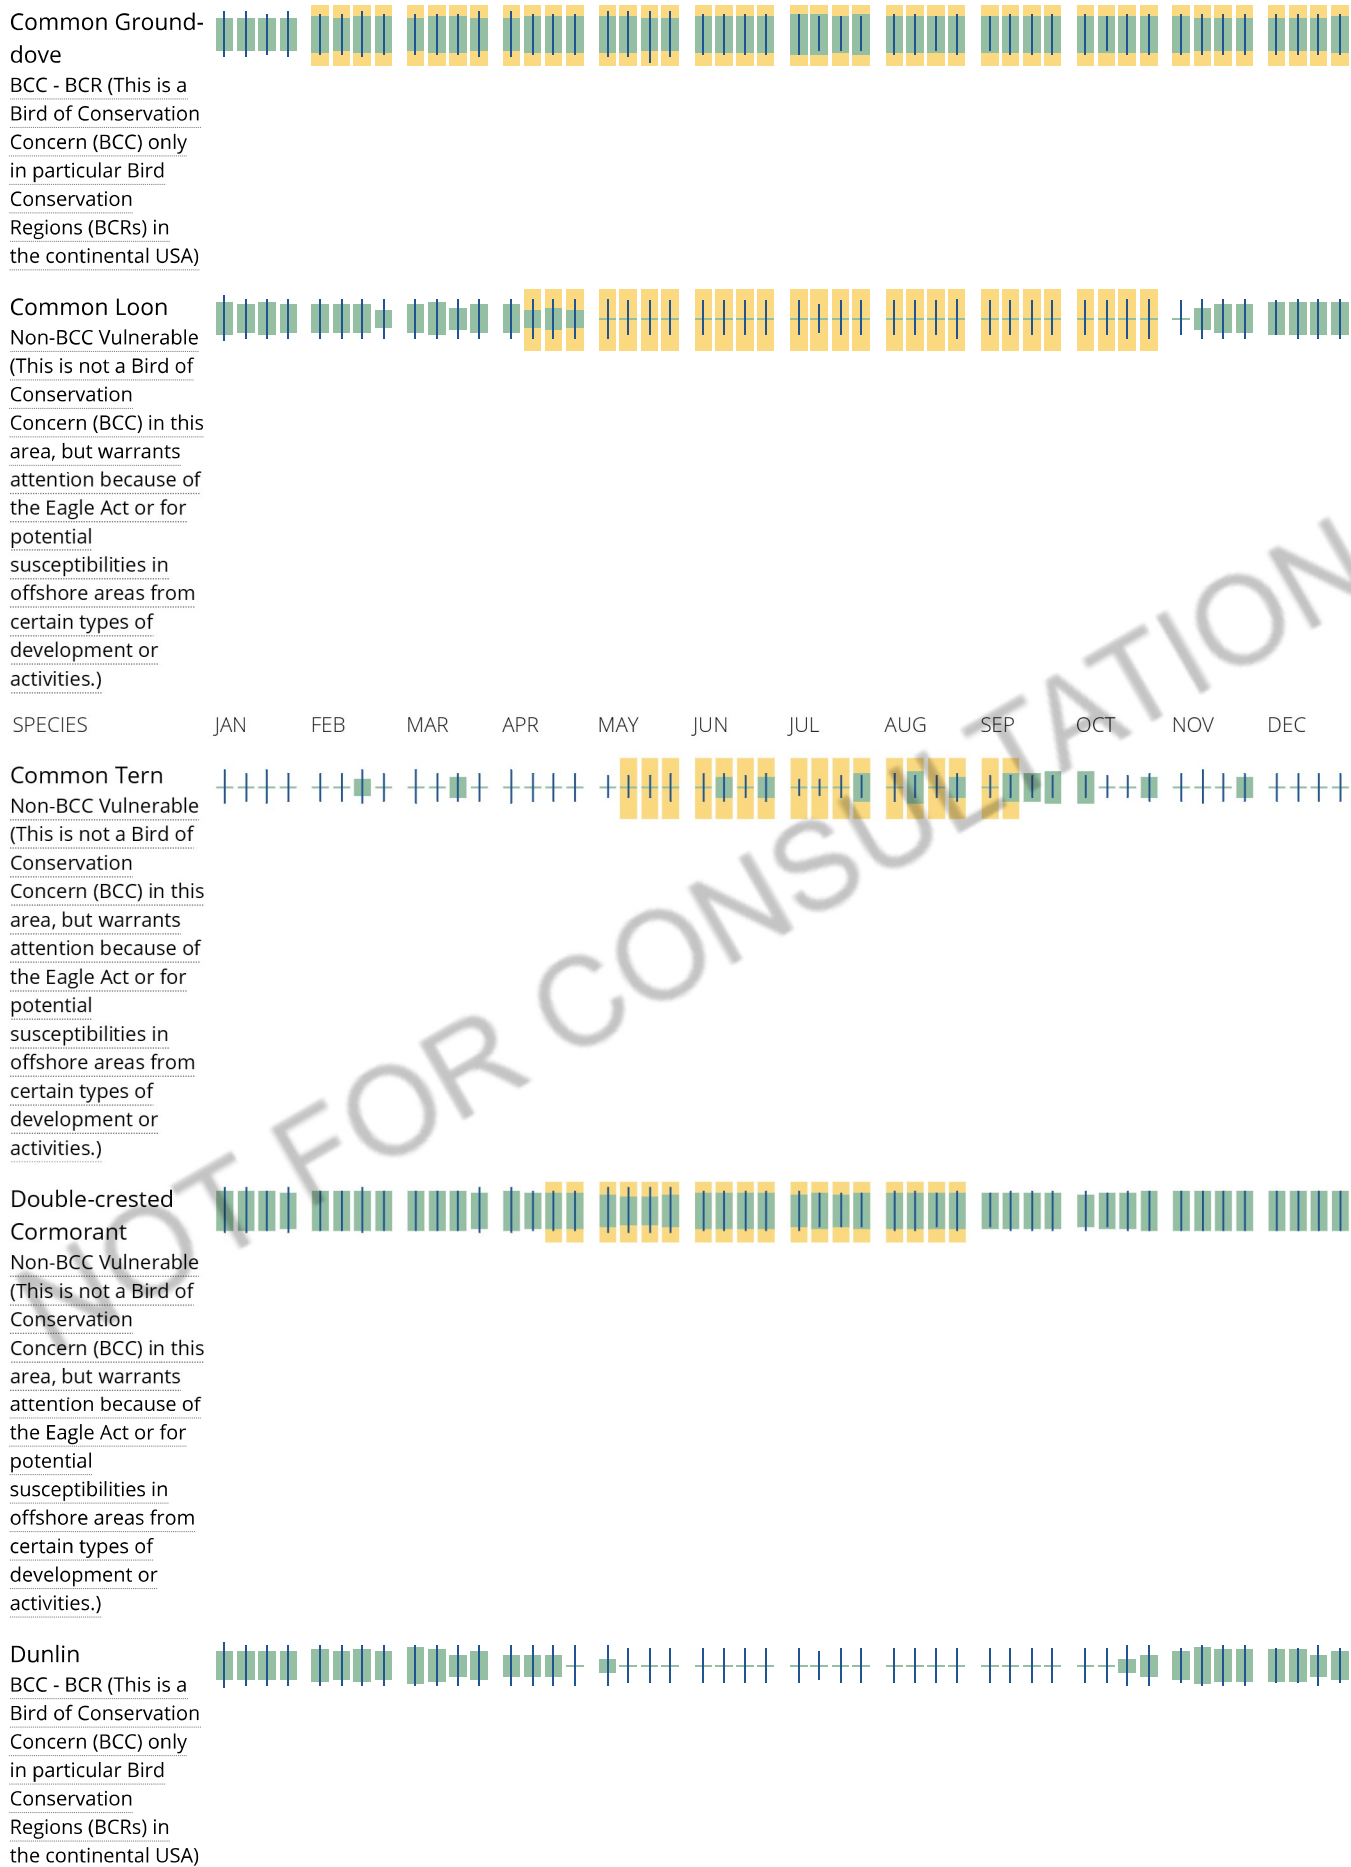 Common Ground-
dove
BCC - BCR (This is a
Bird of Conservation
Concern (BCC) only
in particular Bird
Conservation
Regions (BCRs) in
the continental USA)
Common Loon
Non-BCC Vulnerable
(This is not a Bird of
Conservation
Concern (BCC) in this
area, but warrants
attention because of
the Eagle Act or for
potential
susceptibilities in
offshore areas from
certain types of
development or
activities.)
SPECIES JAN FEB MAR APR MAY JUN JUL AUG SEP OCT NOV DEC
Common Tern
Non-BCC Vulnerable
(This is not a Bird of
Conservation
Concern (BCC) in this
area, but warrants
attention because of
the Eagle Act or for
potential
susceptibilities in
offshore areas from
certain types of
development or
activities.)
Double-crested
Cormorant
Non-BCC Vulnerable
(This is not a Bird of
Conservation
Concern (BCC) in this
area, but warrants
attention because of
the Eagle Act or for
potential
susceptibilities in
offshore areas from
certain types of
development or
activities.)
Dunlin
BCC - BCR (This is a
Bird of Conservation
Concern (BCC) only
in particular Bird
Conservation
Regions (BCRs) in
the continental USA)
NOT FOR CONSULTATION